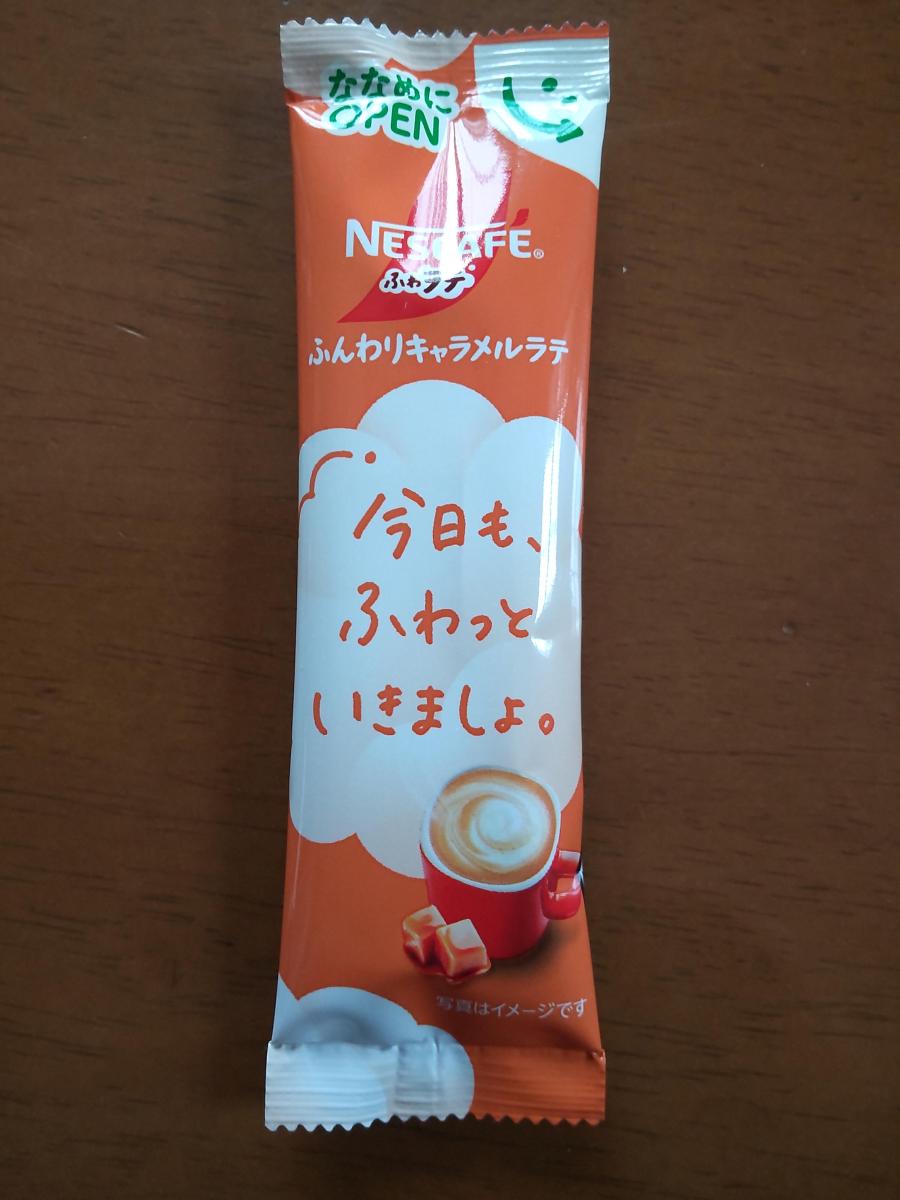 ななめに
OPEN
NESCAFÉ®
ふわラテ
ふんわりキャラメルラテ
今日も、
ふわっと
いきましょ。
写真はイメージです